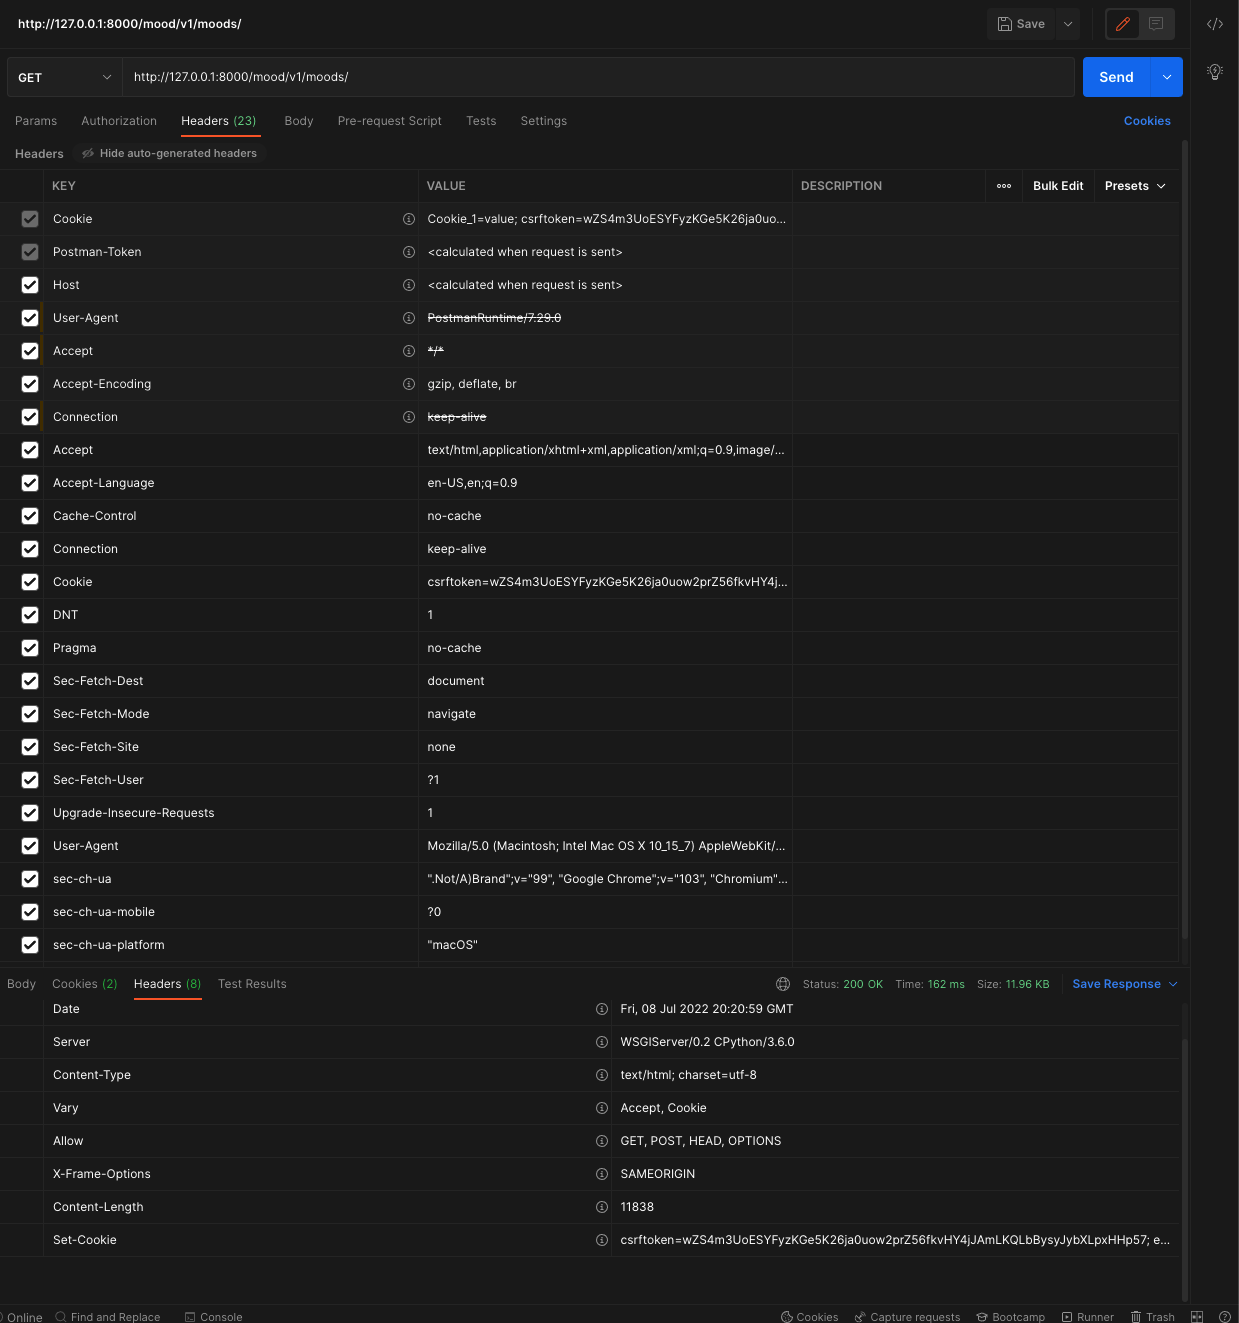 http://127.0.0.1:8000/mood/v1/moods/
Save
GET http://127.0.0.1:8000/mood/v1/moods/ Send
Params Authorization Headers (23) Body Pre-request Script Tests Settings Cookies
Headers Hide auto-generated headers
KEY VALUE DESCRIPTION Bulk Edit Presets
Cookie Cookie_1=value; csrftoken=wZS4m3UoESYFyzKGe5K26ja0uo...
Postman-Token <calculated when request is sent>
Host <calculated when request is sent>
User-Agent PostmanRuntime/7.29.0
Accept */*
Accept-Encoding gzip, deflate, br
Connection keep-alive
Accept text/html,application/xhtml+xml,application/xml;q=0.9,image/...
Accept-Language en-US,en;q=0.9
Cache-Control no-cache
Connection keep-alive
Cookie csrftoken=wZS4m3UoESYFyzKGe5K26ja0uow2prZ56fkvHY4j...
DNT 1
Pragma no-cache
Sec-Fetch-Dest document
Sec-Fetch-Mode navigate
Sec-Fetch-Site none
Sec-Fetch-User ?1
Upgrade-Insecure-Requests 1
User-Agent Mozilla/5.0 (Macintosh; Intel Mac OS X 10_15_7) AppleWebKit/...
sec-ch-ua ".Not/A)Brand";v="99", "Google Chrome";v="103", "Chromium"...
sec-ch-ua-mobile ?0
sec-ch-ua-platform "macOS"
Body Cookies (2) Headers (8) Test Results Status: 200 OK Time: 162 ms Size: 11.96 KB Save Response
Date Fri, 08 Jul 2022 20:20:59 GMT
Server WSGIServer/0.2 CPython/3.6.0
Content-Type text/html; charset=utf-8
Vary Accept, Cookie
Allow GET, POST, HEAD, OPTIONS
X-Frame-Options SAMEORIGIN
Content-Length 11838
Set-Cookie csrftoken=wZS4m3UoESYFyzKGe5K26ja0uow2prZ56fkvHY4jJAmLKQLbBysyJybXLpxHHp57; e...
Online Find and Replace Console Cookies Capture requests Bootcamp Runner Trash